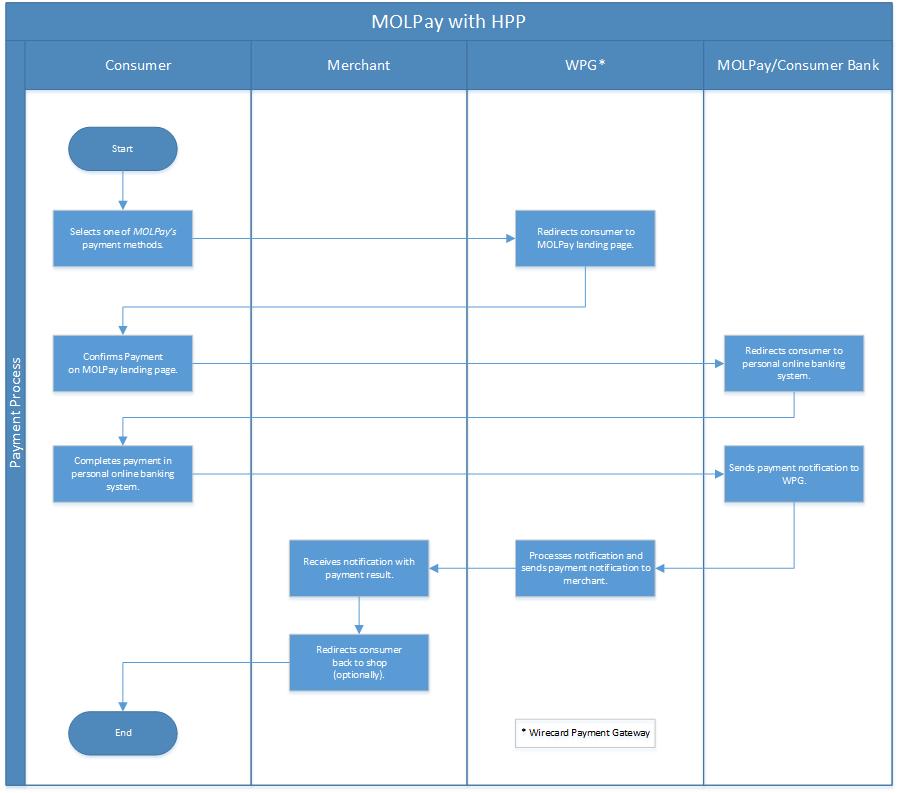 MOLPay with HPP
Consumer
Merchant
WPG*
MOLPay/Consumer Bank
Payment Process
Start
Selects one of MOLPay's
payment methods.
Redirects consumer to
MOLPay landing page.
Confirms Payment
on MOLPay landing page.
Redirects consumer to
personal online banking
system.
Completes payment in
personal online banking
system.
Sends payment notification to
WPG.
Processes notification and
sends payment notification to
merchant.
Receives notification with
payment result.
Redirects consumer
back to shop
(optionally).
End
* Wirecard Payment Gateway